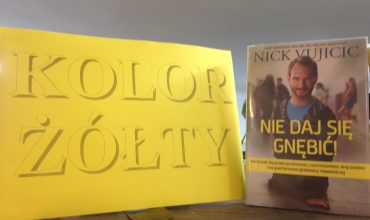 KOLOR
ŻÓŁTY
NICK VUJICIC
NIE DAJ SIĘ
GNĘBIĆ!